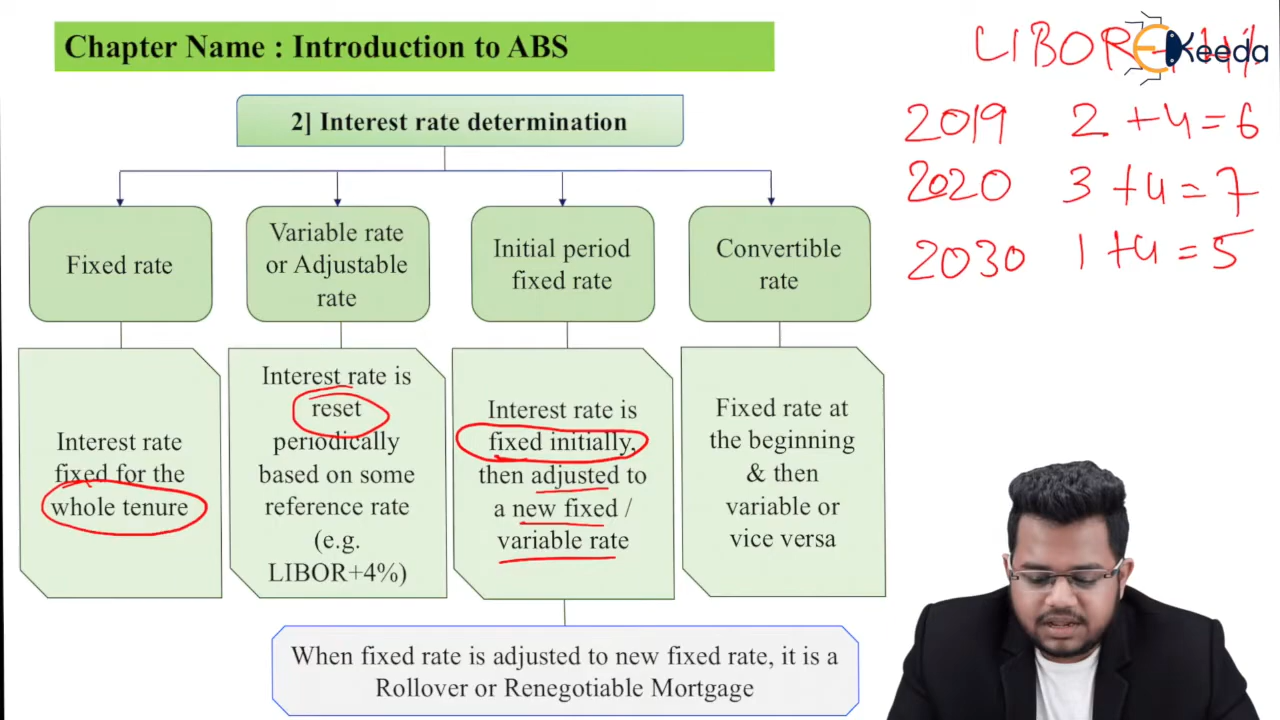 Chapter Name : Introduction to ABS
2] Interest rate determination
Fixed rate
Variable rate
or Adjustable
rate
Initial period
fixed rate
Convertible
rate
Interest rate
fixed for the
whole tenure
Interest rate is
reset
periodically
based on some
reference rate
(e.g.
LIBOR+4%)
Interest rate is
fixed initially,
then adjusted to
a new fixed /
variable rate
Fixed rate at
the beginning
& then
variable or
vice versa
When fixed rate is adjusted to new fixed rate, it is a
Rollover or Renegotiable Mortgage
LIBOR
Ekeeda
2019 2 + 4 = 6
2020 3 + 4 = 7
2030 1 + 4 = 5